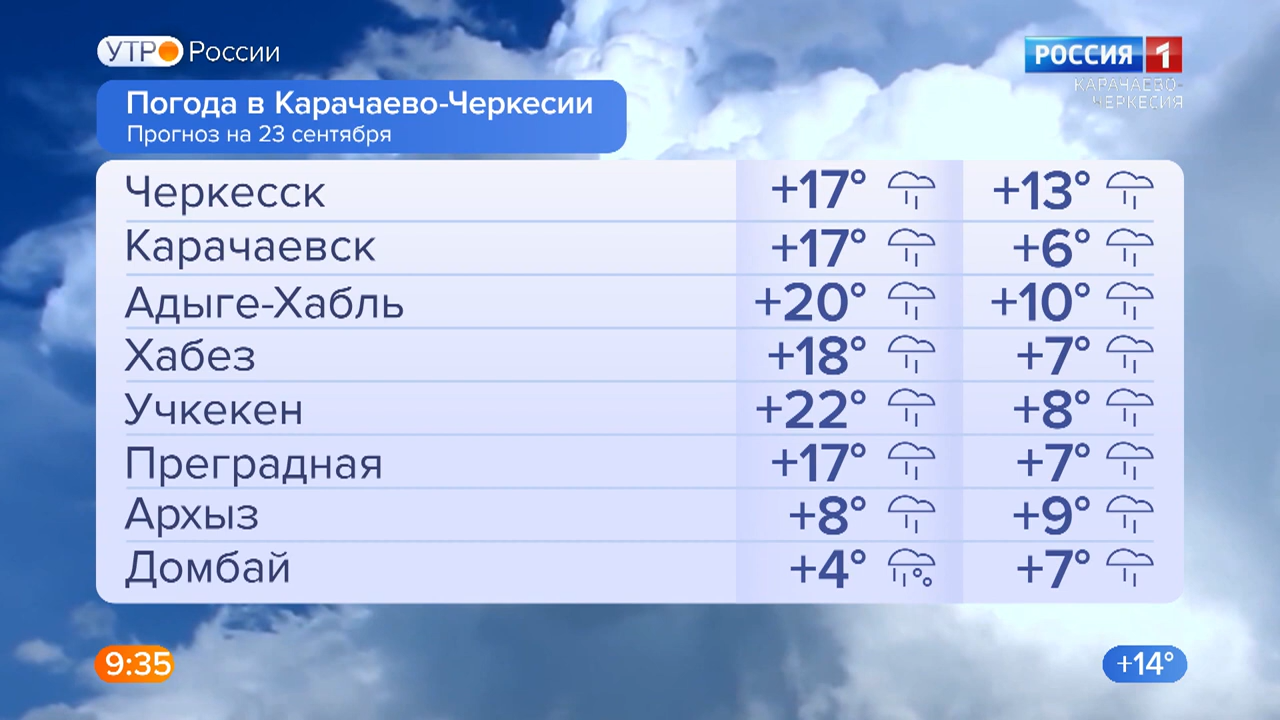 УТРО России
РОССИЯ 1
КАРАЧАЕВО-
ЧЕРКЕСИЯ
Погода в Карачаево-Черкесии
Прогноз на 23 сентября
Черкесск +17° +13°
Карачаевск +17° +6°
Адыге-Хабль +20° +10°
Хабез +18° +7°
Учкекен +22° +8°
Преградная +17° +7°
Архыз +8° +9°
Домбай +4° +7°
9:35 +14°